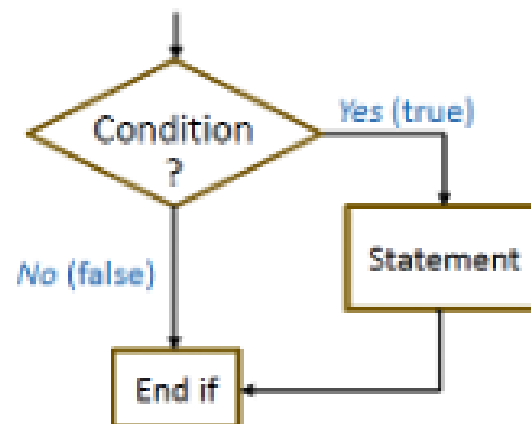 Condition
?
Yes (true)
No (false)
Statement
End if